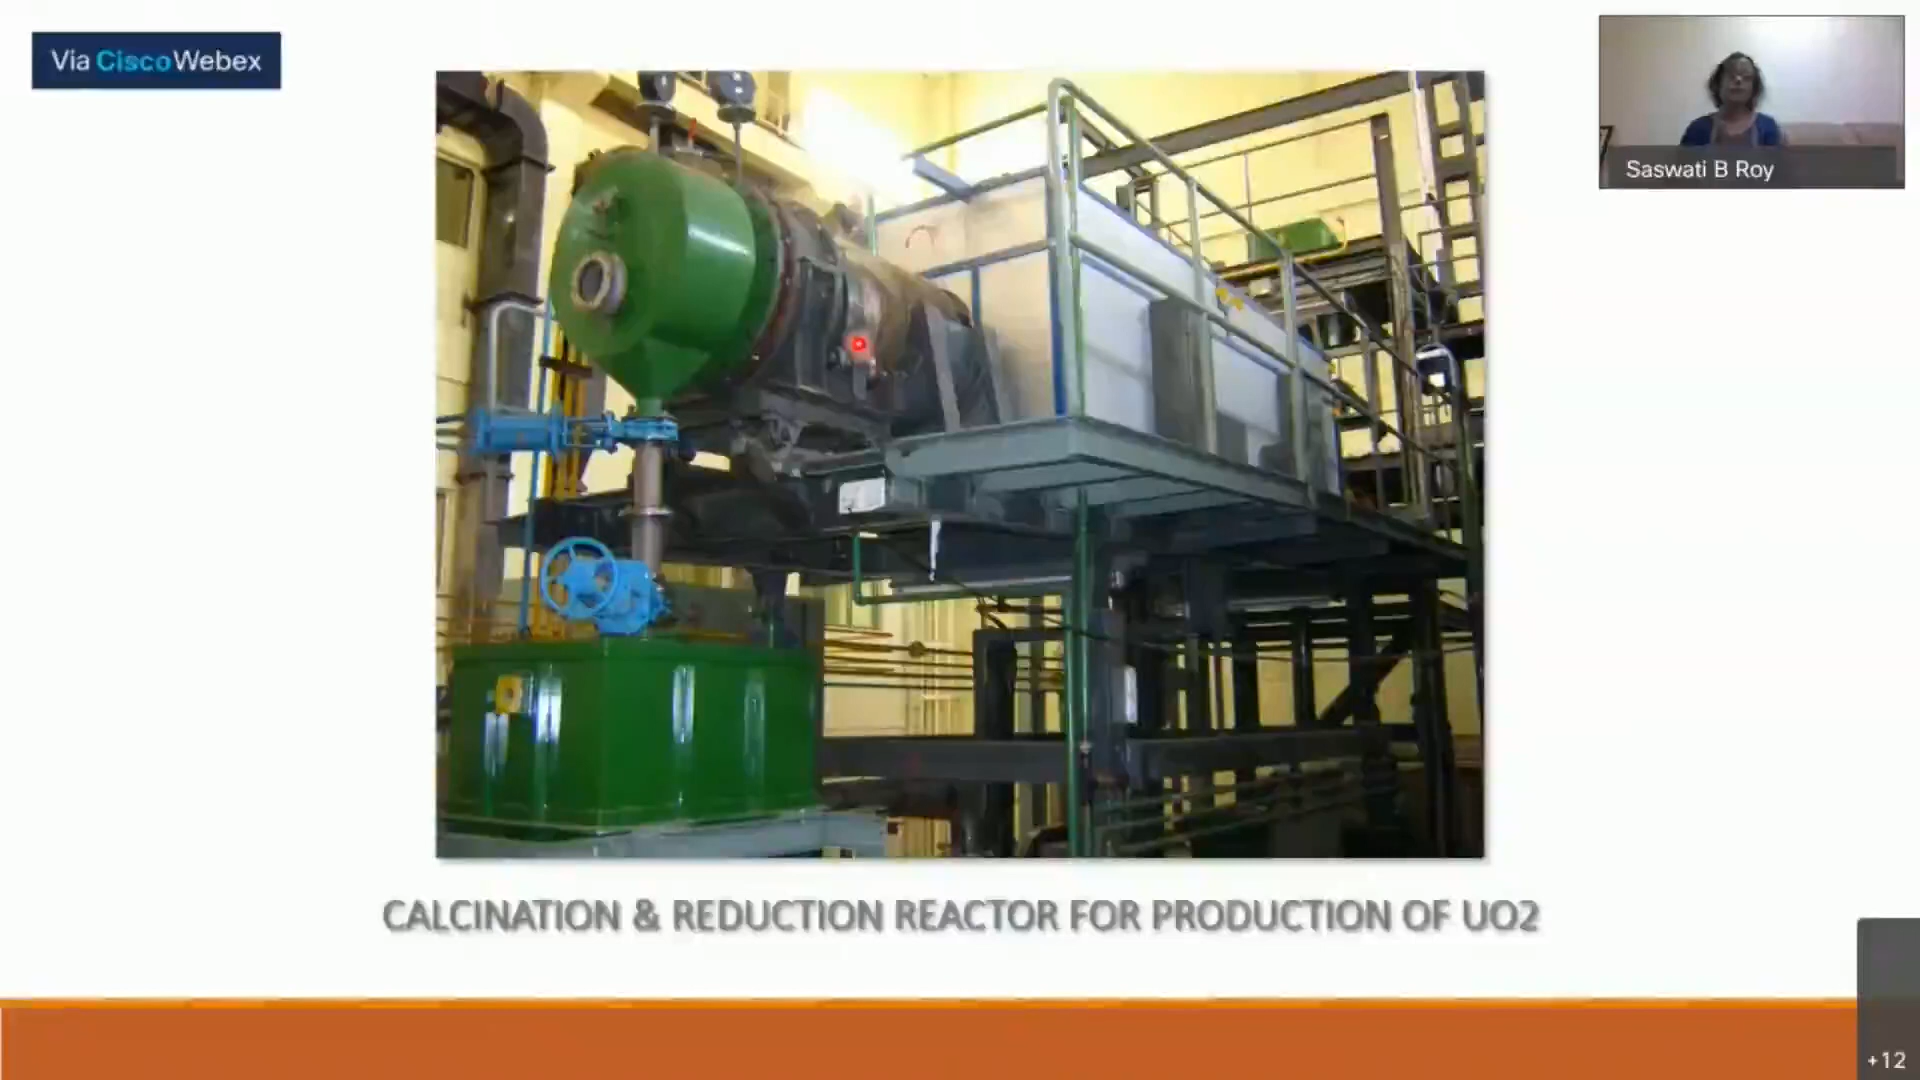 Via Cisco Webex
Saswati B Roy
CALCINATION & REDUCTION REACTOR FOR PRODUCTION OF UO2
+12